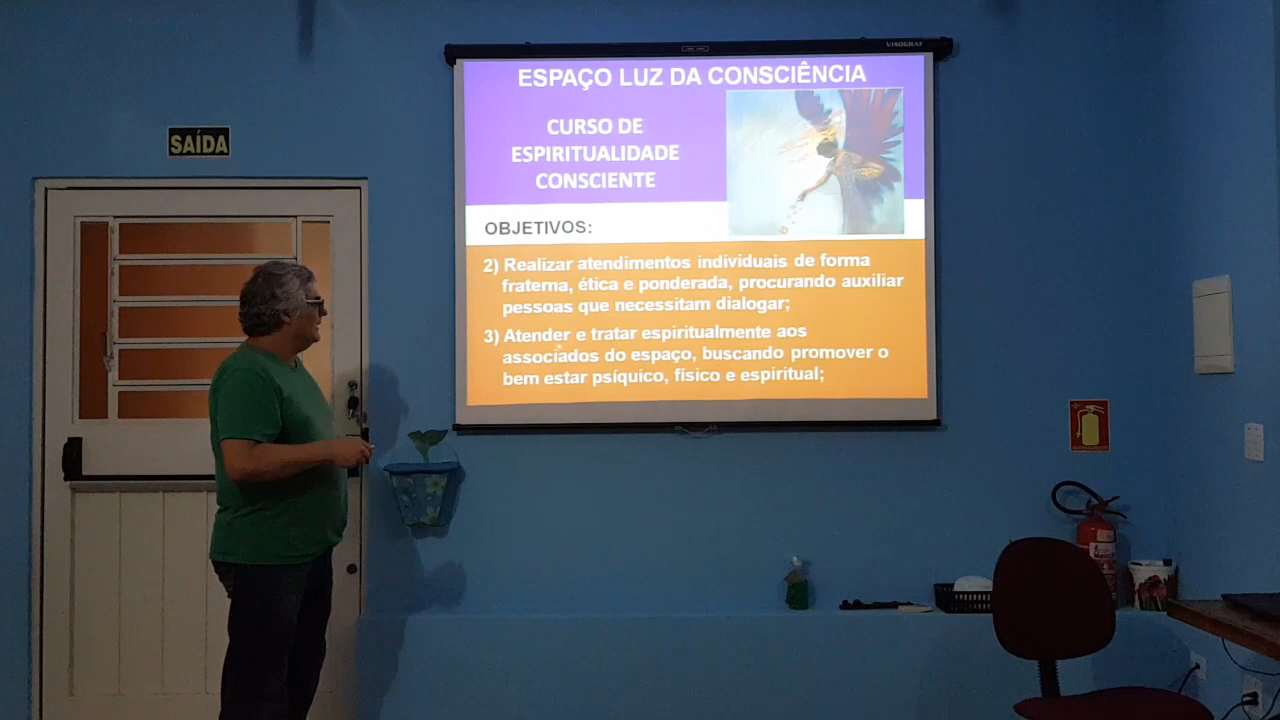 VISOGRAF
ESPAÇO LUZ DA CONSCIÊNCIA
CURSO DE
ESPIRITUALIDADE
CONSCIENTE
SAÍDA
OBJETIVOS:
2) Realizar atendimentos individuais de forma
fraterna, ética e ponderada, procurando auxiliar
pessoas que necessitam dialogar;
3) Atender e tratar espiritualmente aos
associados do espaço, buscando promover o
bem estar psíquico, físico e espiritual;